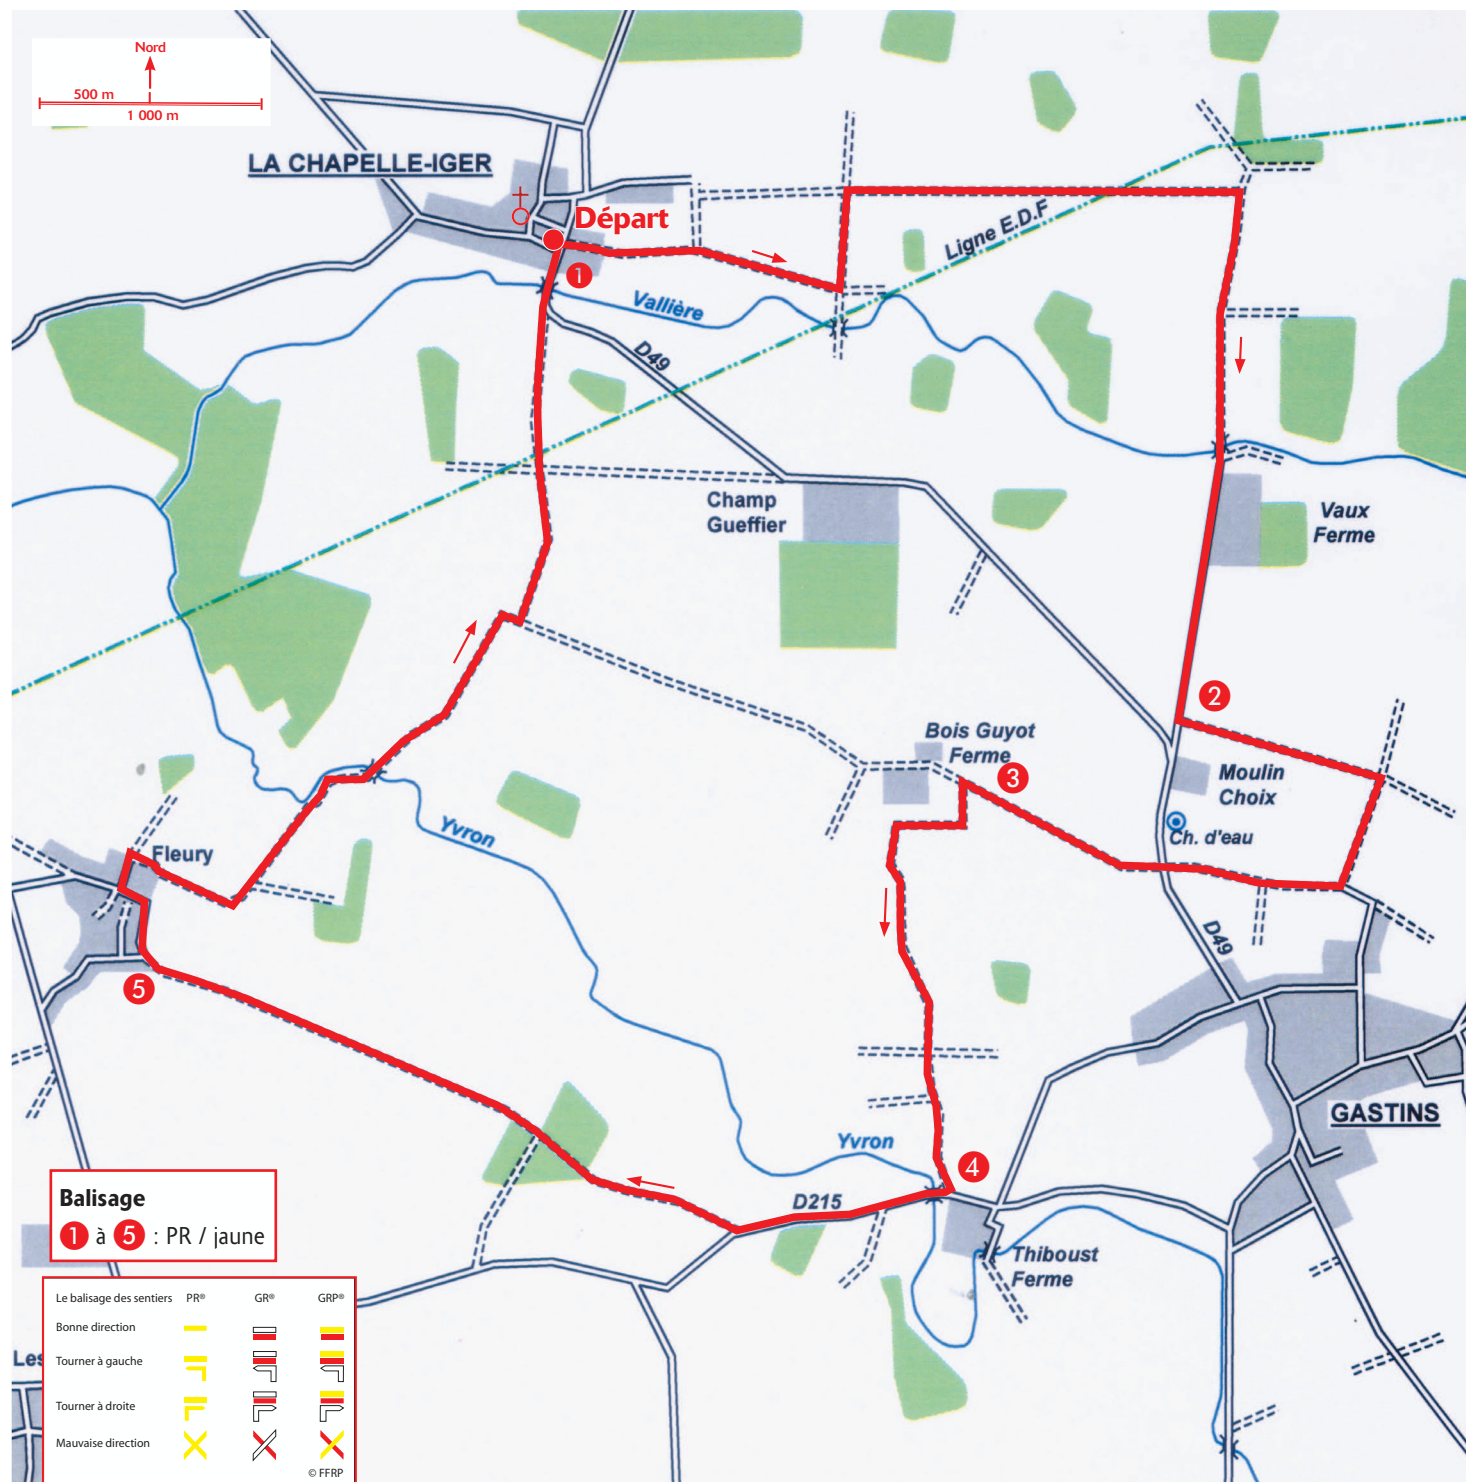 Nord
500 m
1 000 m
LA CHAPELLE-IGER
Départ
1
Ligne E.D.F
Vallière
D49
Champ
Gueffier
Vaux
Ferme
2
Bois Guyot
Ferme
3
Moulin
Choix
Ch. d'eau
Yvron
Fleury
D49
5
GASTINS
Yvron
4
D215
Thiboust
Ferme
Balisage
1 à 5 : PR / jaune
Le balisage des sentiers PR® GR® GRP®
Bonne direction
Tourner à gauche
Les
Tourner à droite
Mauvaise direction
© FFRP